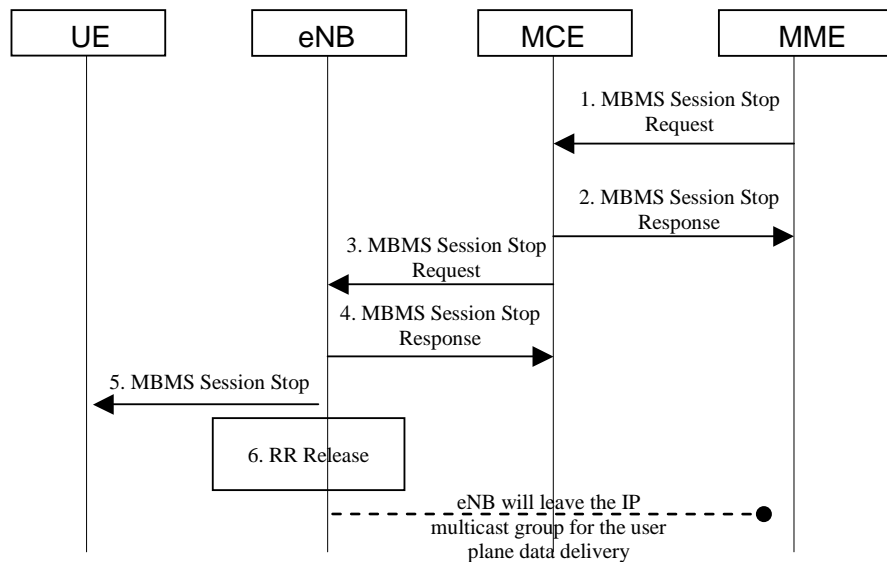 UE
eNB
MCE
MME
1. MBMS Session Stop
Request
2. MBMS Session Stop
Response
3. MBMS Session Stop
Request
4. MBMS Session Stop
Response
5. MBMS Session Stop
6. RR Release
eNB will leave the IP
multicast group for the user
plane data delivery